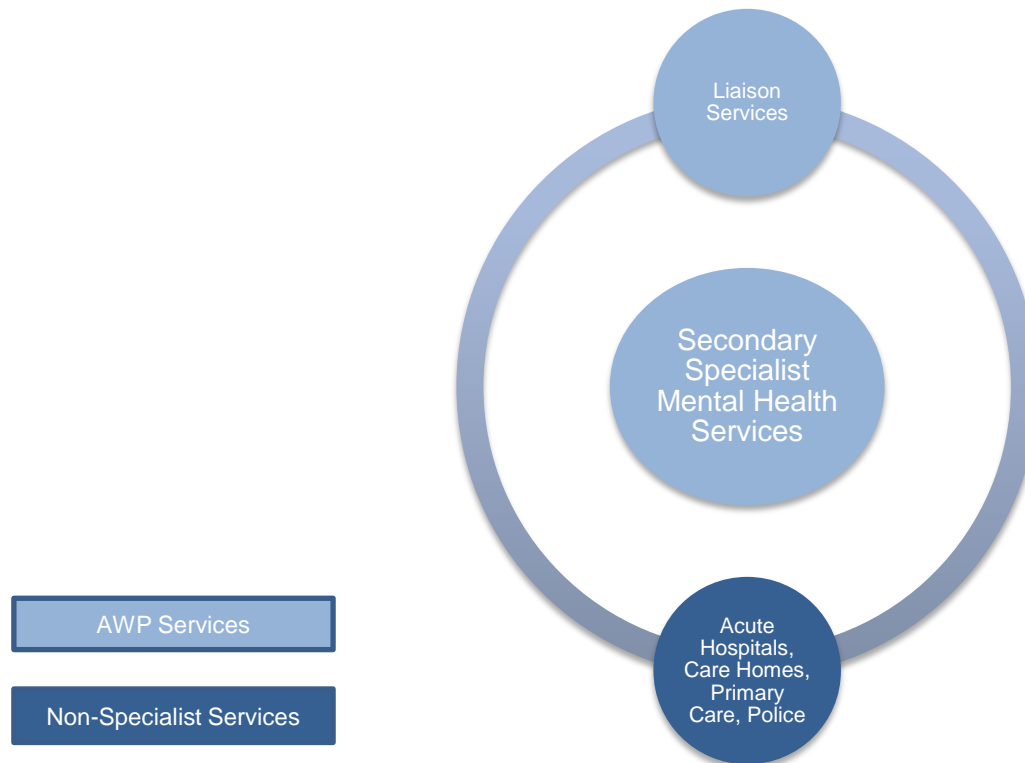 Liaison
Services
Secondary
Specialist
Mental Health
Services
Acute
Hospitals,
Care Homes,
Primary
Care, Police
AWP Services
Non-Specialist Services